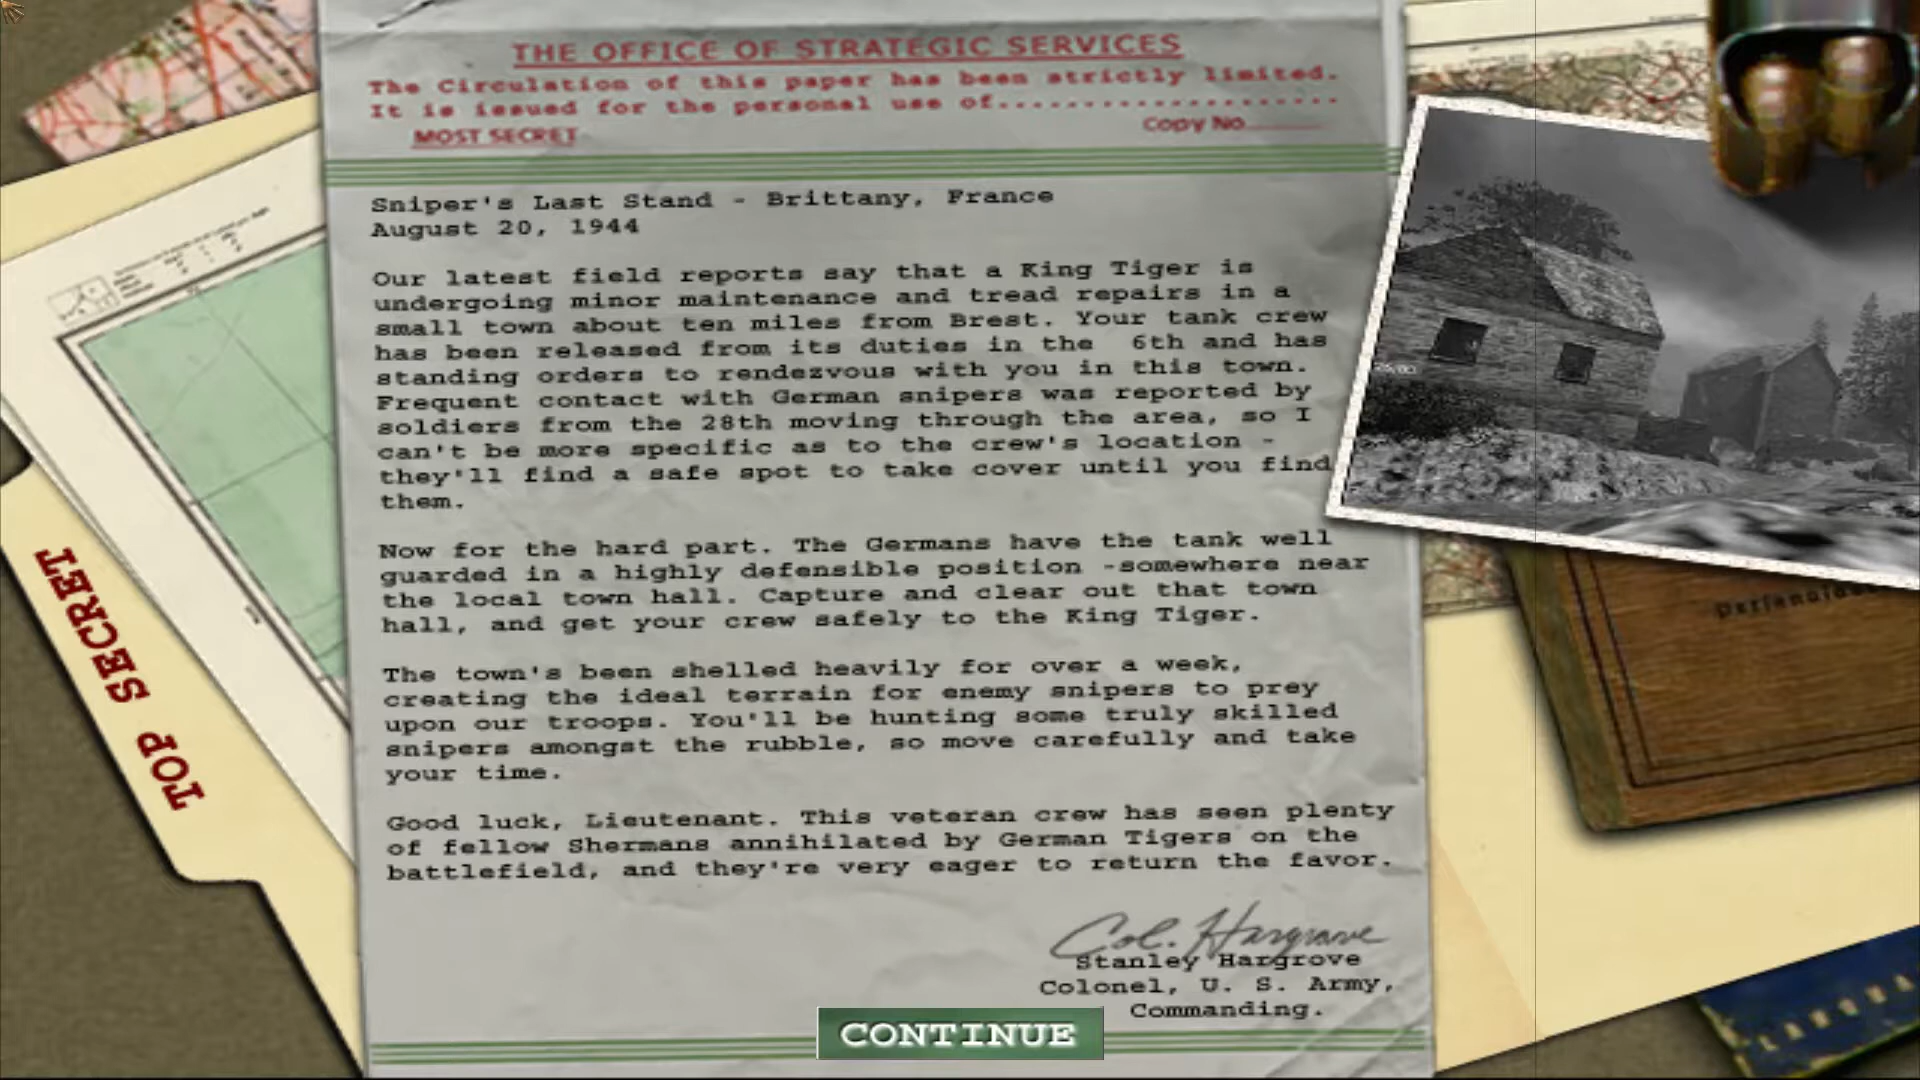 THE OFFICE OF STRATEGIC SERVICES
The Circulation of this paper has been strictly limited.
It is issued for the personal use of....................
MOST SECRET
Copy No.
Sniper's Last Stand - Brittany, France
August 20, 1944
Our latest field reports say that a King Tiger is
undergoing minor maintenance and tread repairs in a
small town about ten miles from Brest. Your tank crew
has been released from its duties in the  6th and has
standing orders to rendezvous with you in this town.
Frequent contact with German snipers was reported by
soldiers from the 28th moving through the area, so I
can't be more specific as to the crew's location -
they'll find a safe spot to take cover until you find
them.
Now for the hard part. The Germans have the tank well
guarded in a highly defensible position -somewhere near
the local town hall. Capture and clear out that town
hall, and get your crew safely to the King Tiger.
The town's been shelled heavily for over a week,
creating the ideal terrain for enemy snipers to prey
upon our troops. You'll be hunting some truly skilled
snipers amongst the rubble, so move carefully and take
your time.
Good luck, Lieutenant. This veteran crew has seen plenty
of fellow Shermans annihilated by German Tigers on the
battlefield, and they're very eager to return the favor.
Col. Hargrove
Stanley Hargrove
Colonel, U. S. Army,
Commanding.
CONTINUE
TOP SECRET